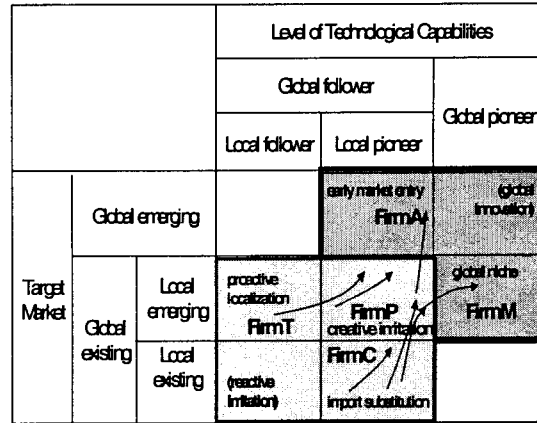 Level of Technological Capabilities
Global follower
Global pioneer
Local follower
Local pioneer
Target
Market
Global emerging
early market entry
FirmA
(global
innovation)
Global
existing
Local
emerging
proactive
localization
FirmT
FirmP
creative imitation
global niche
FirmM
Local
existing
(reactive
imitation)
FirmC
import substitution